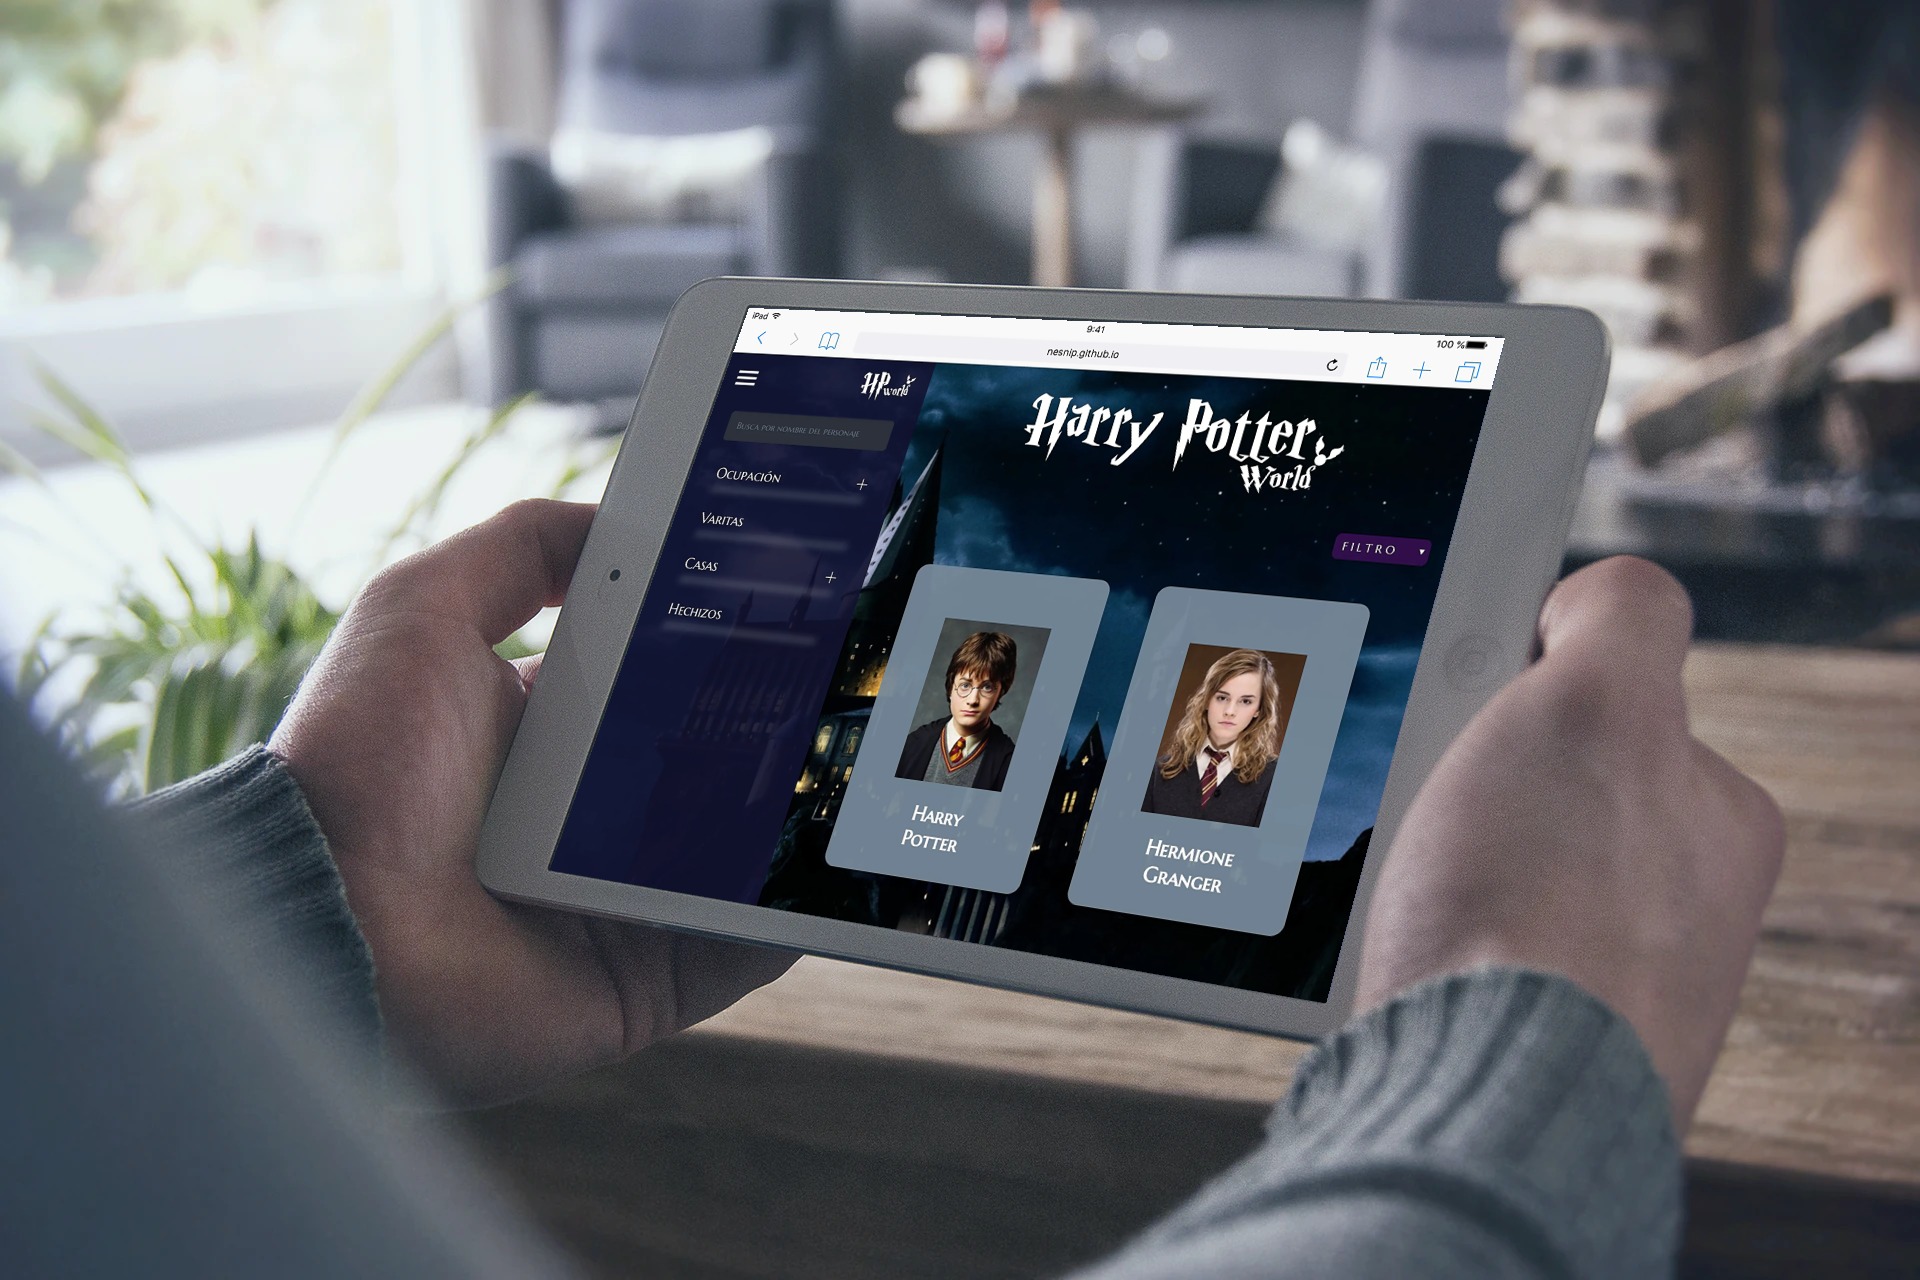 iPad
9:41
100 %
nesnip.github.io
HP
World
Busca por nombre del personaje
Ocupación +
Varitas
Casas +
Hechizos
Harry Potter
World
FILTRO
Harry
Potter
Hermione
Granger